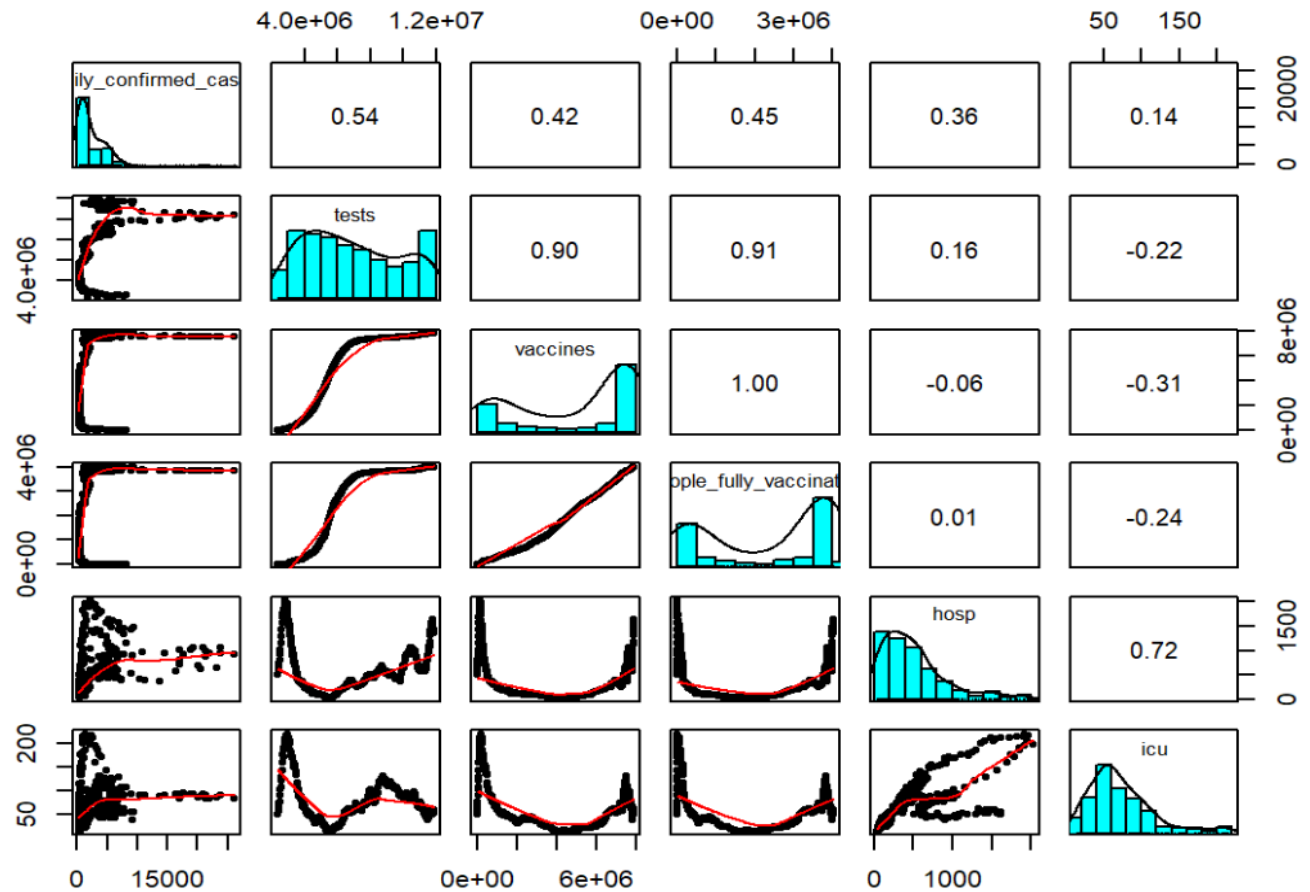 4.0e+06 1.2e+07 0e+00 3e+06 50 150
ily_confirmed_cas 0.54 0.42 0.45 0.36 0.14 0 20000
4.0e+06 tests 0.90 0.91 0.16 -0.22
vaccines 1.00 -0.06 -0.31 0e+00 8e+06
0e+00 4e+06 ople_fully_vaccinat 0.01 -0.24
hosp 0.72 0 1500
50 200 icu
0 15000 0e+00 6e+06 0 1000